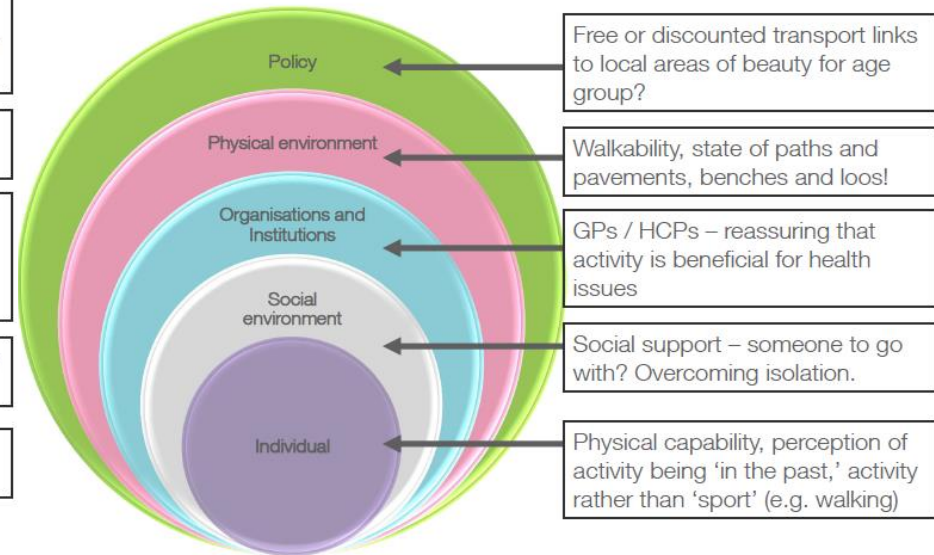 Policy
Physical environment
Organisations and
Institutions
Social
environment
Individual
Free or discounted transport links
to local areas of beauty for age
group?
Walkability, state of paths and
pavements, benches and loos!
GPs / HCPs – reassuring that
activity is beneficial for health
issues
Social support – someone to go
with? Overcoming isolation.
Physical capability, perception of
activity being ‘in the past,’ activity
rather than ‘sport’ (e.g. walking)